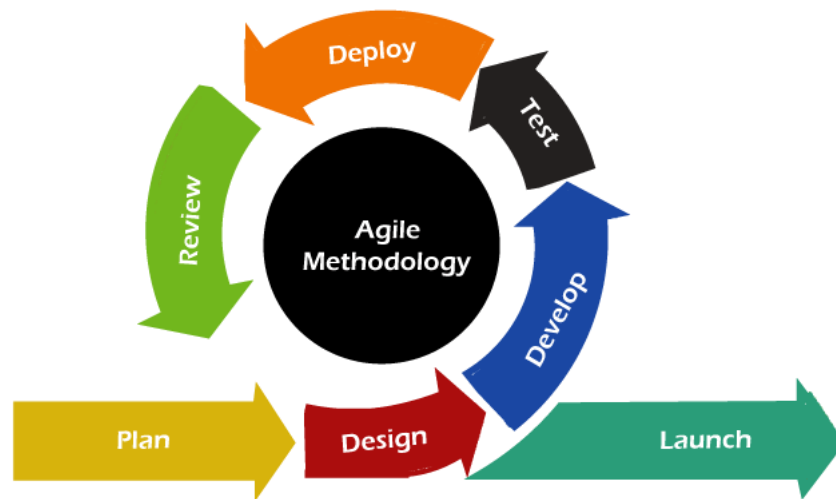 Deploy
Test
Review
Agile
Methodology
Develop
Plan
Design
Launch